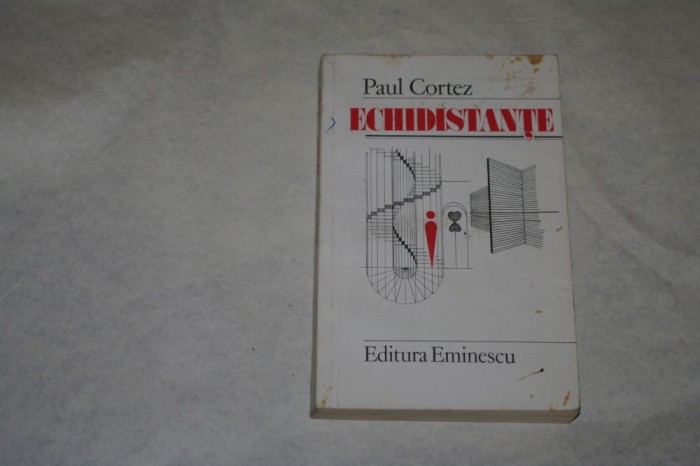 Paul Cortez
ECHIDISTANȚE
Editura Eminescu